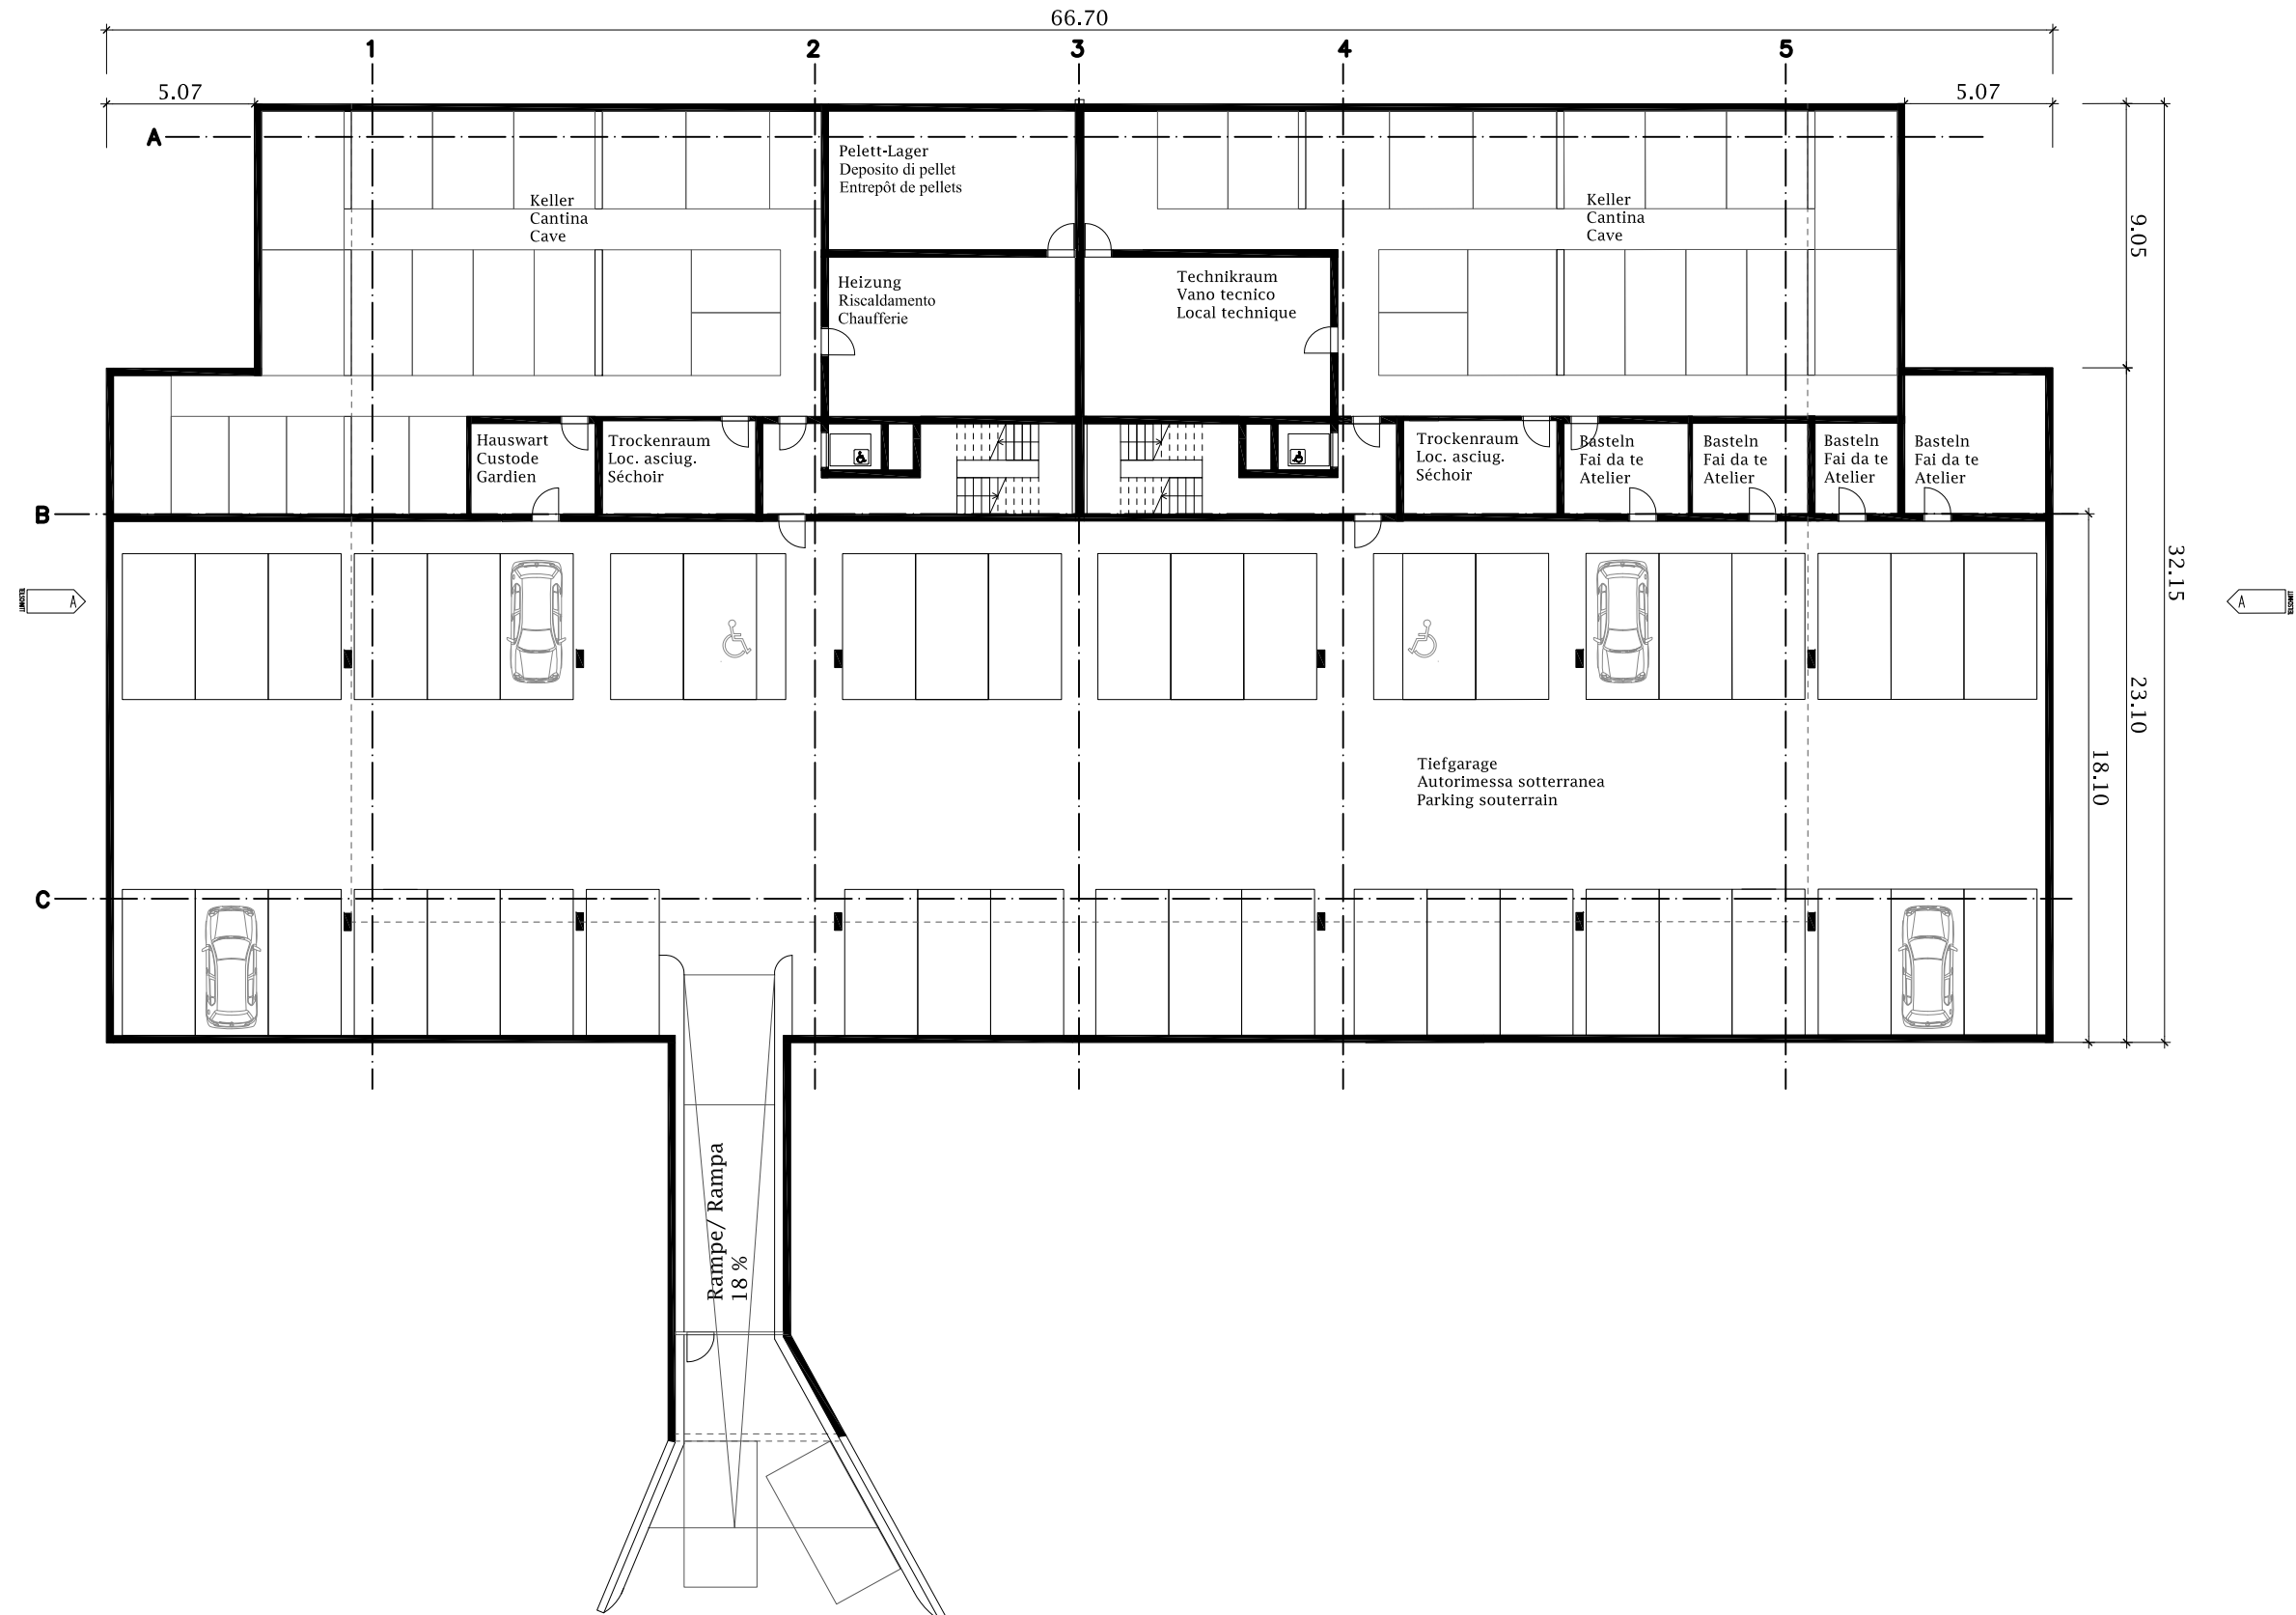 66.70
1
2
3
4
5
5.07
5.07
A
Pelett-Lager
Deposito di pellet
Entrepôt de pellets
Keller
Cantina
Cave
Keller
Cantina
Cave
9.05
Heizung
Riscaldamento
Chaufferie
Technikraum
Vano tecnico
Local technique
Hauswart
Custode
Gardien
Trockenraum
Loc. asciug.
Séchoir
Trockenraum
Loc. asciug.
Séchoir
Basteln
Fai da te
Atelier
Basteln
Fai da te
Atelier
Basteln
Fai da te
Atelier
Basteln
Fai da te
Atelier
B
32.15
TEILSCHNITT
A
A
TEILSCHNITT
23.10
18.10
Tiefgarage
Autorimessa sotterranea
Parking souterrain
C
Rampe/ Rampa
18 %